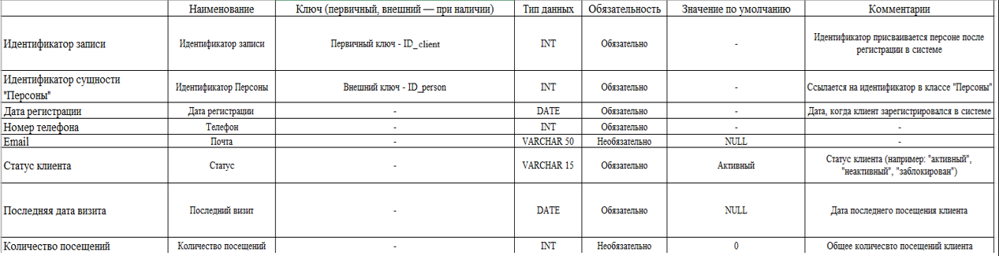 Наименование Ключ (первичный, внешний — при наличии) Тип данных Обязательность Значение по умолчанию Комментарии
Идентификатор записи Идентификатор записи Первичный ключ - ID_client INT Обязательно - Идентификатор присваивается персоне после
регистрации в системе
Идентификатор сущности
"Персоны" Идентификатор Персоны Внешний ключ - ID_person INT Обязательно - Ссылается на идентификатор в классе "Персоны"
Дата регистрации Дата регистрации - DATE Обязательно - Дата, когда клиент зарегистрировался в системе
Номер телефона Телефон - INT Обязательно - -
Email Почта - VARCHAR 50 Необязательно NULL -
Статус клиента Статус - VARCHAR 15 Обязательно Активный Статус клиента (например: "активный",
"неактивный", "заблокирован")
Последняя дата визита Последний визит - DATE Обязательно NULL Дата последнего посещения клиента
Количество посещений Количество посещений - INT Необязательно 0 Общее количесвто посещений клиента